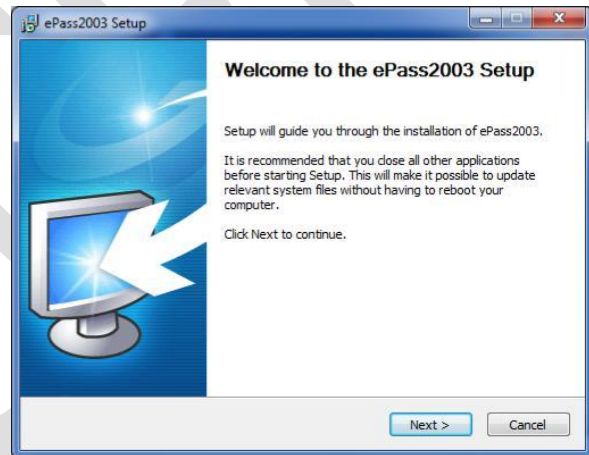 ePass2003 Setup
Welcome to the ePass2003 Setup
Setup will guide you through the installation of ePass2003.
It is recommended that you close all other applications
before starting Setup. This will make it possible to update
relevant system files without having to reboot your
computer.
Click Next to continue.
Next >
Cancel